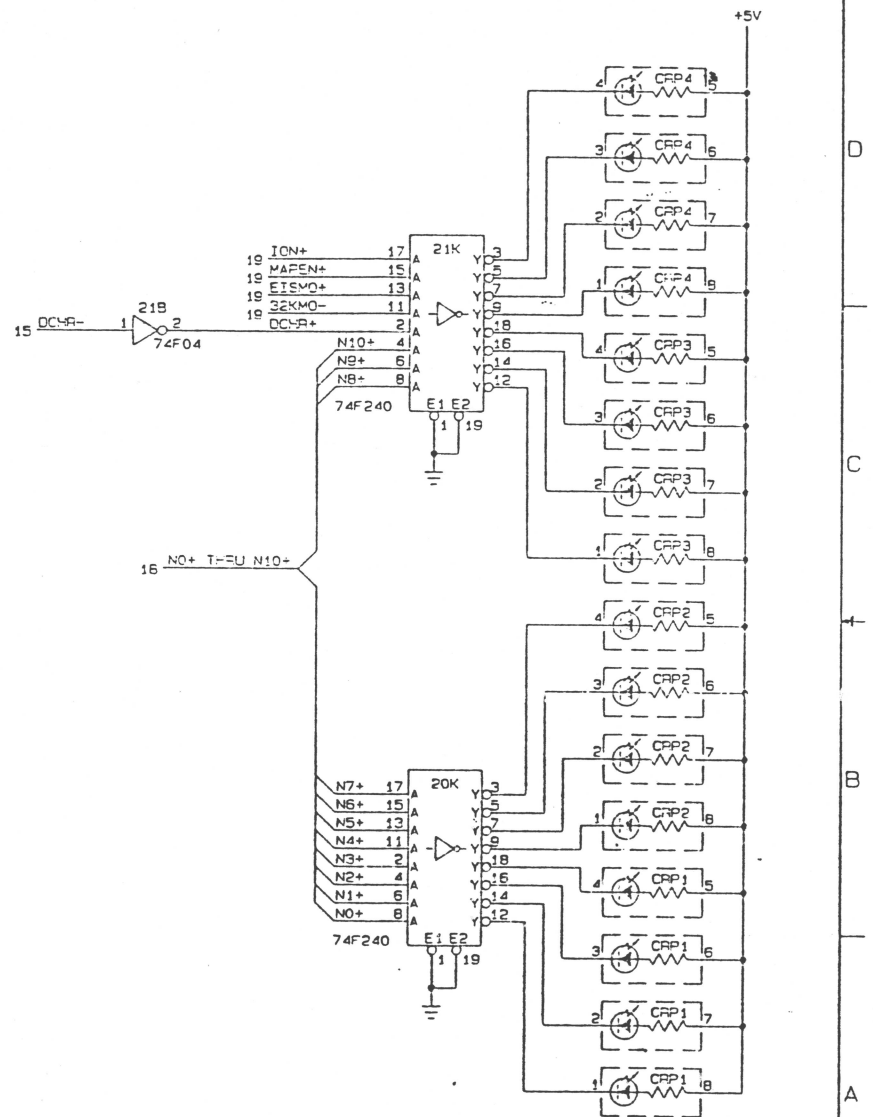 +5V
4 CRP4 5
D
3 CRP4 6
2 CRP4 7
21K
19 ION+ 17 A Y 3
19 MAPEN+ 15 A Y 5
19 EISMO+ 13 A Y 7
1 CRP4 8
19 32KMO- 11 A Y 9
21B
15 DCHR- 1 2 DCHR+ 2 A Y 18
74F04
N10+ 4 A Y 16
4 CRP3 5
N9+ 6 A Y 14
N8+ 8 A Y 12
74F240 E1 E2
1 19
3 CRP3 6
C
2 CRP3 7
1 CRP3 8
16 N0+ THRU N10+
4 CRP2 5
3 CRP2 6
2 CRP2 7
B
20K
N7+ 17 A Y 3
N6+ 15 A Y 5
N5+ 13 A Y 7
1 CRP2 8
N4+ 11 A Y 9
N3+ 2 A Y 18
N2+ 4 A Y 16
4 CRP1 5
N1+ 6 A Y 14
N0+ 8 A Y 12
74F240 E1 E2
1 19
3 CRP1 6
2 CRP1 7
1 CRP1 8
A